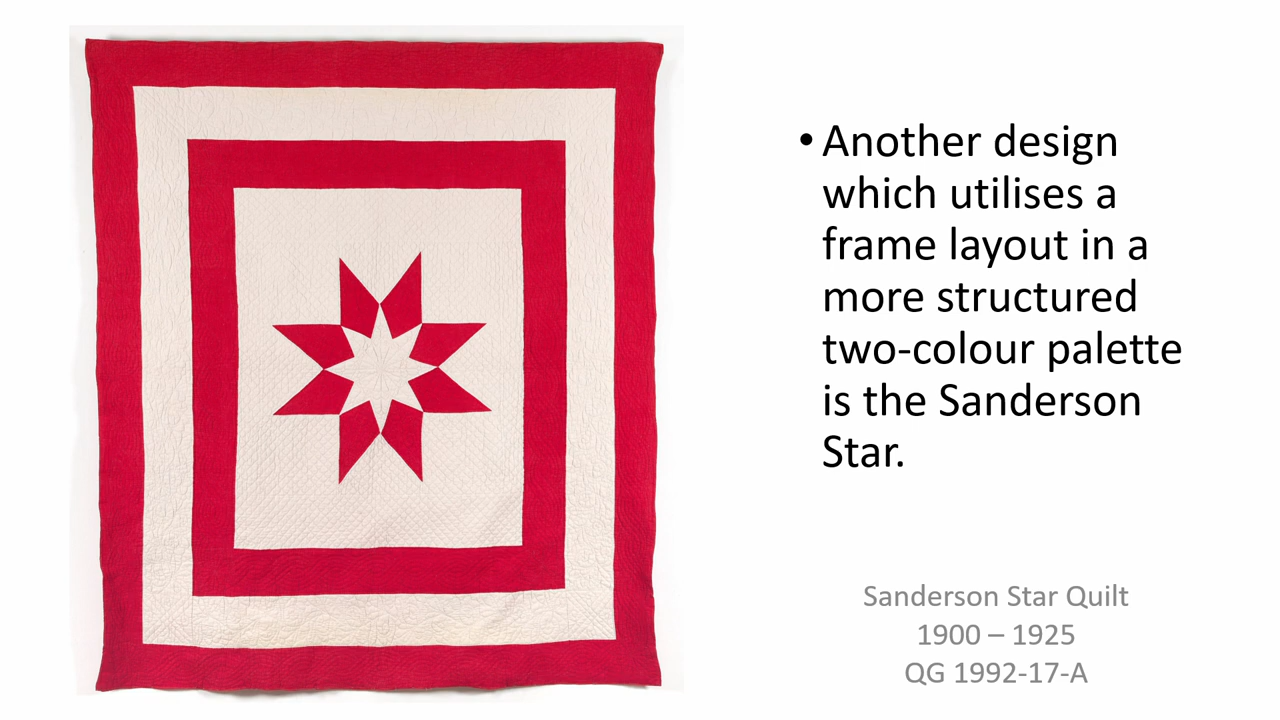 • Another design
which utilises a
frame layout in a
more structured
two-colour palette
is the Sanderson
Star.
Sanderson Star Quilt
1900 – 1925
QG 1992-17-A